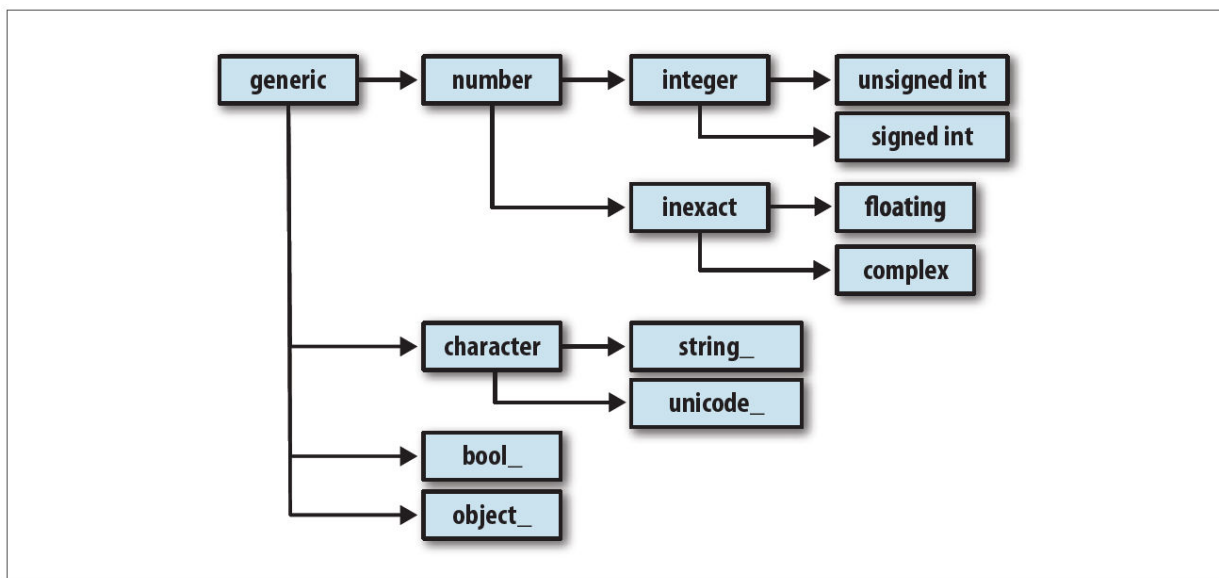 generic
number
integer
unsigned int
signed int
inexact
floating
complex
character
string_
unicode_
bool_
object_